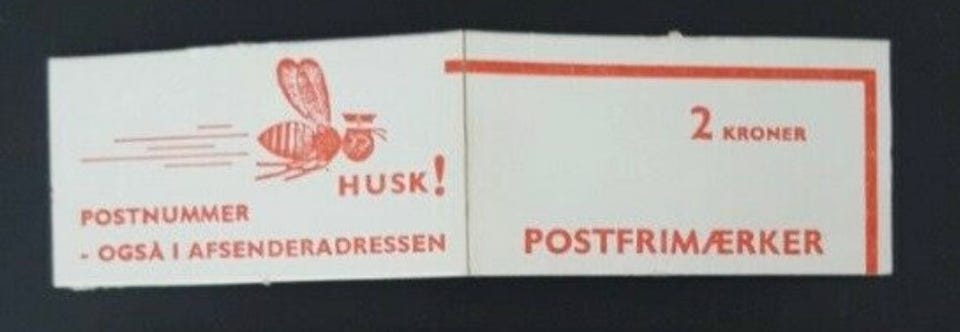 HUSK!
POSTNUMMER
- OGSÅ I AFSENDERADRESSEN
2 KRONER
POSTFRIMÆRKER